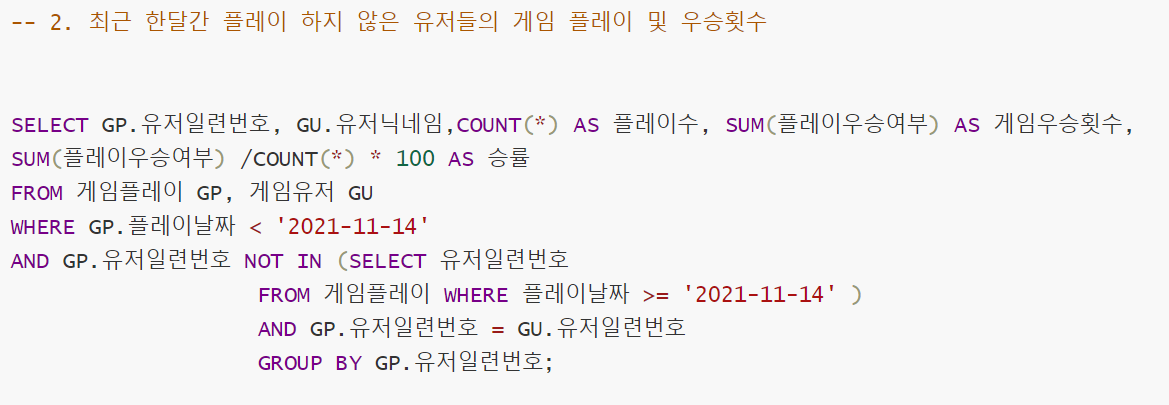 -- 2. 최근 한달간 플레이 하지 않은 유저들의 게임 플레이 및 우승횟수
SELECT GP.유저일련번호, GU.유저닉네임,COUNT(*) AS 플레이수, SUM(플레이우승여부) AS 게임우승횟수,
SUM(플레이우승여부) /COUNT(*) * 100 AS 승률
FROM 게임플레이 GP, 게임유저 GU
WHERE GP.플레이날짜 < '2021-11-14'
AND GP.유저일련번호 NOT IN (SELECT 유저일련번호
FROM 게임플레이 WHERE 플레이날짜 >= '2021-11-14' )
AND GP.유저일련번호 = GU.유저일련번호
GROUP BY GP.유저일련번호;